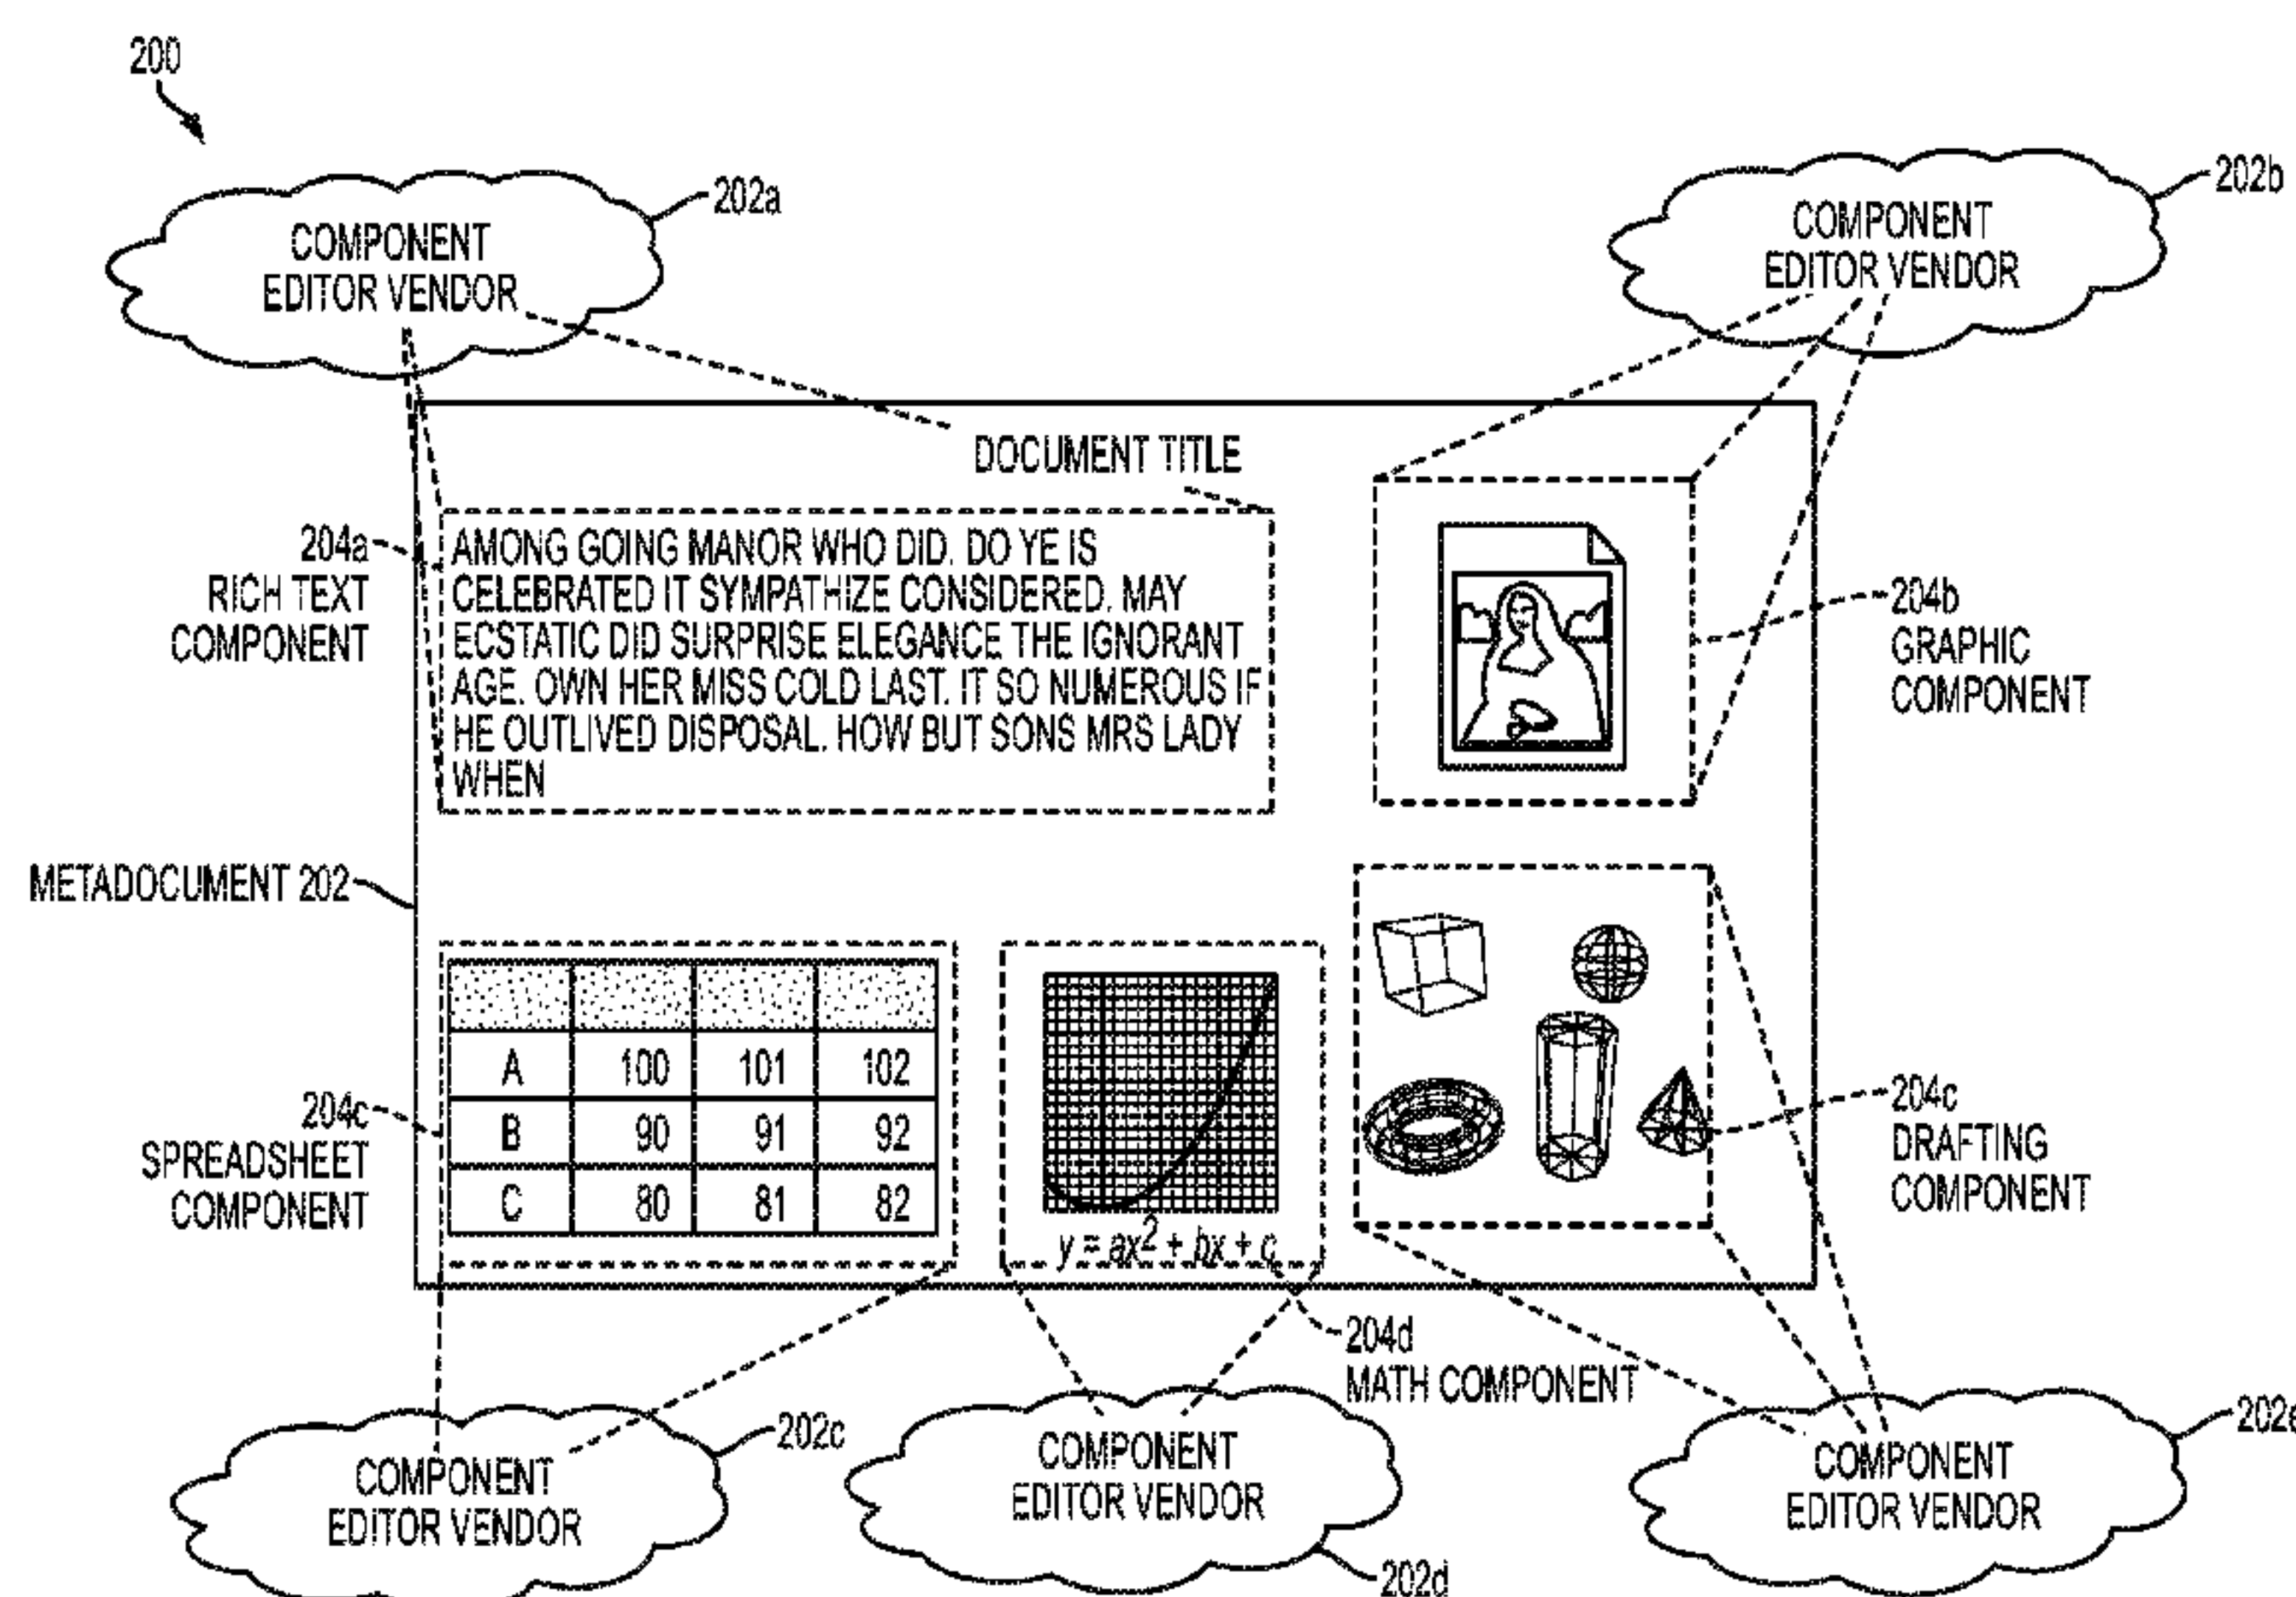 200
202a
COMPONENT
EDITOR VENDOR
202b
COMPONENT
EDITOR VENDOR
DOCUMENT TITLE
204a
RICH TEXT
COMPONENT
AMONG GOING MANOR WHO DID. DO YE IS
CELEBRATED IT SYMPATHIZE CONSIDERED. MAY
ECSTATIC DID SURPRISE ELEGANCE THE IGNORANT
AGE. OWN HER MISS COLD LAST. IT SO NUMEROUS IF
HE OUTLIVED DISPOSAL. HOW BUT SONS MRS LADY
WHEN
204b
GRAPHIC
COMPONENT
METADOCUMENT 202
204c
SPREADSHEET
COMPONENT
A 100 101 102
B 90 91 92
C 80 81 82
y = ax² + bx + c
204c
DRAFTING
COMPONENT
204d
MATH COMPONENT
202c
COMPONENT
EDITOR VENDOR
COMPONENT
EDITOR VENDOR
202d
202e
COMPONENT
EDITOR VENDOR